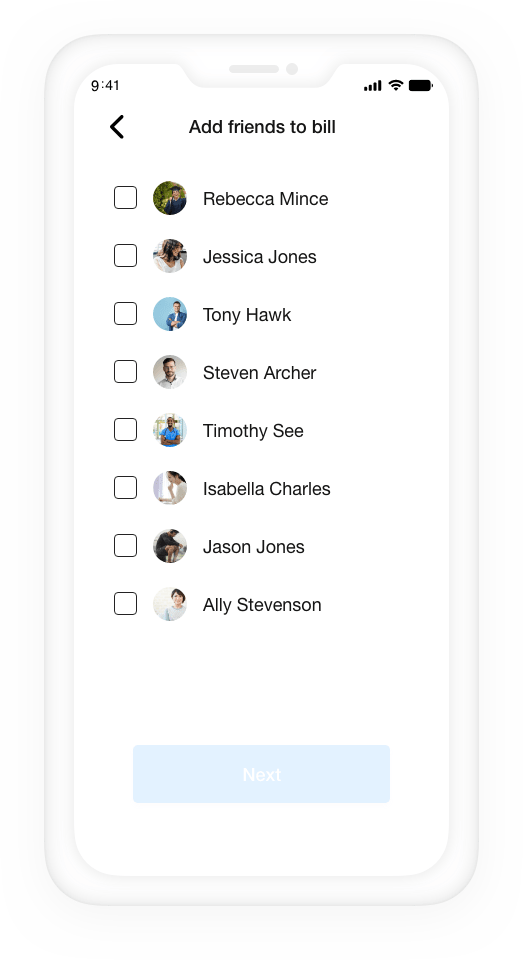 9:41
Add friends to bill
Rebecca Mince
Jessica Jones
Tony Hawk
Steven Archer
Timothy See
Isabella Charles
Jason Jones
Ally Stevenson
Next